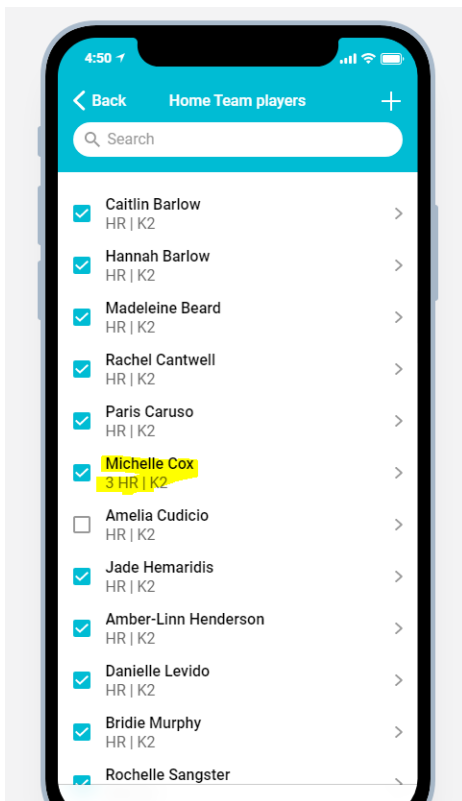 4:50
Back Home Team players
Search
Caitlin Barlow
HR | K2
Hannah Barlow
HR | K2
Madeleine Beard
HR | K2
Rachel Cantwell
HR | K2
Paris Caruso
HR | K2
Michelle Cox
3 HR | K2
Amelia Cudicio
HR | K2
Jade Hemaridis
HR | K2
Amber-Linn Henderson
HR | K2
Danielle Levido
HR | K2
Bridie Murphy
HR | K2
Rochelle Sangster